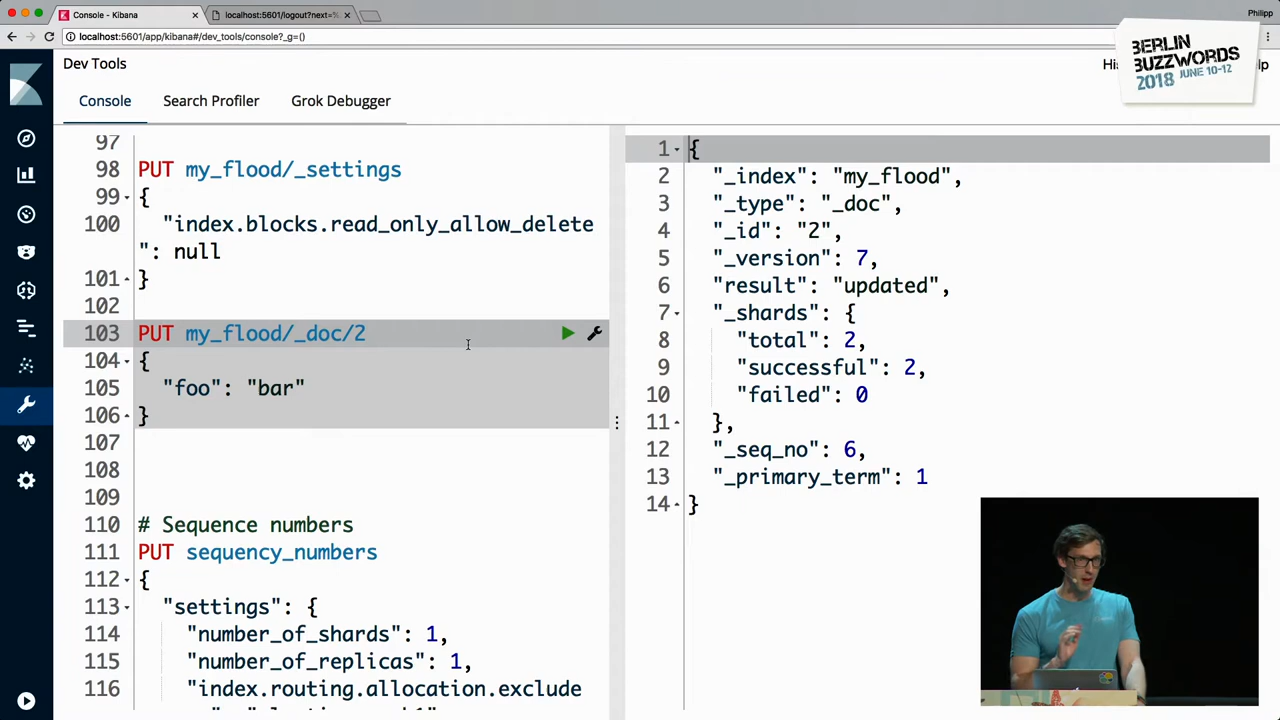 Console - Kibana
localhost:5601/logout?next=%
Philipp
localhost:5601/app/kibana#/dev_tools/console?_g=()
BERLIN
BUZZWORDS
2018 JUNE 10-12
Dev Tools
Console
Search Profiler
Grok Debugger
97
98 PUT my_flood/_settings
99 {
100 "index.blocks.read_only_allow_delete
": null
101 }
102
103 PUT my_flood/_doc/2
104 {
105 "foo": "bar"
106 }
107
108
109
110 # Sequence numbers
111 PUT sequency_numbers
112 {
113 "settings": {
114 "number_of_shards": 1,
115 "number_of_replicas": 1,
116 "index.routing.allocation.exclude
1 {
2 "_index": "my_flood",
3 "_type": "_doc",
4 "_id": "2",
5 "_version": 7,
6 "result": "updated",
7 "_shards": {
8 "total": 2,
9 "successful": 2,
10 "failed": 0
11 },
12 "_seq_no": 6,
13 "_primary_term": 1
14 }